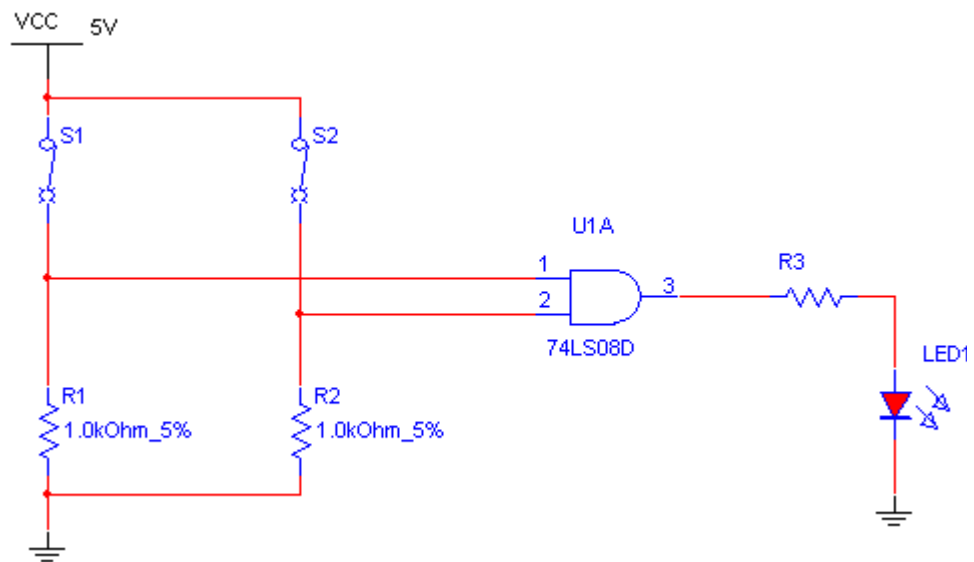 VCC
5V
S1
S2
U1A
1
2
3
74LS08D
R3
LED1
R1
1.0kOhm_5%
R2
1.0kOhm_5%